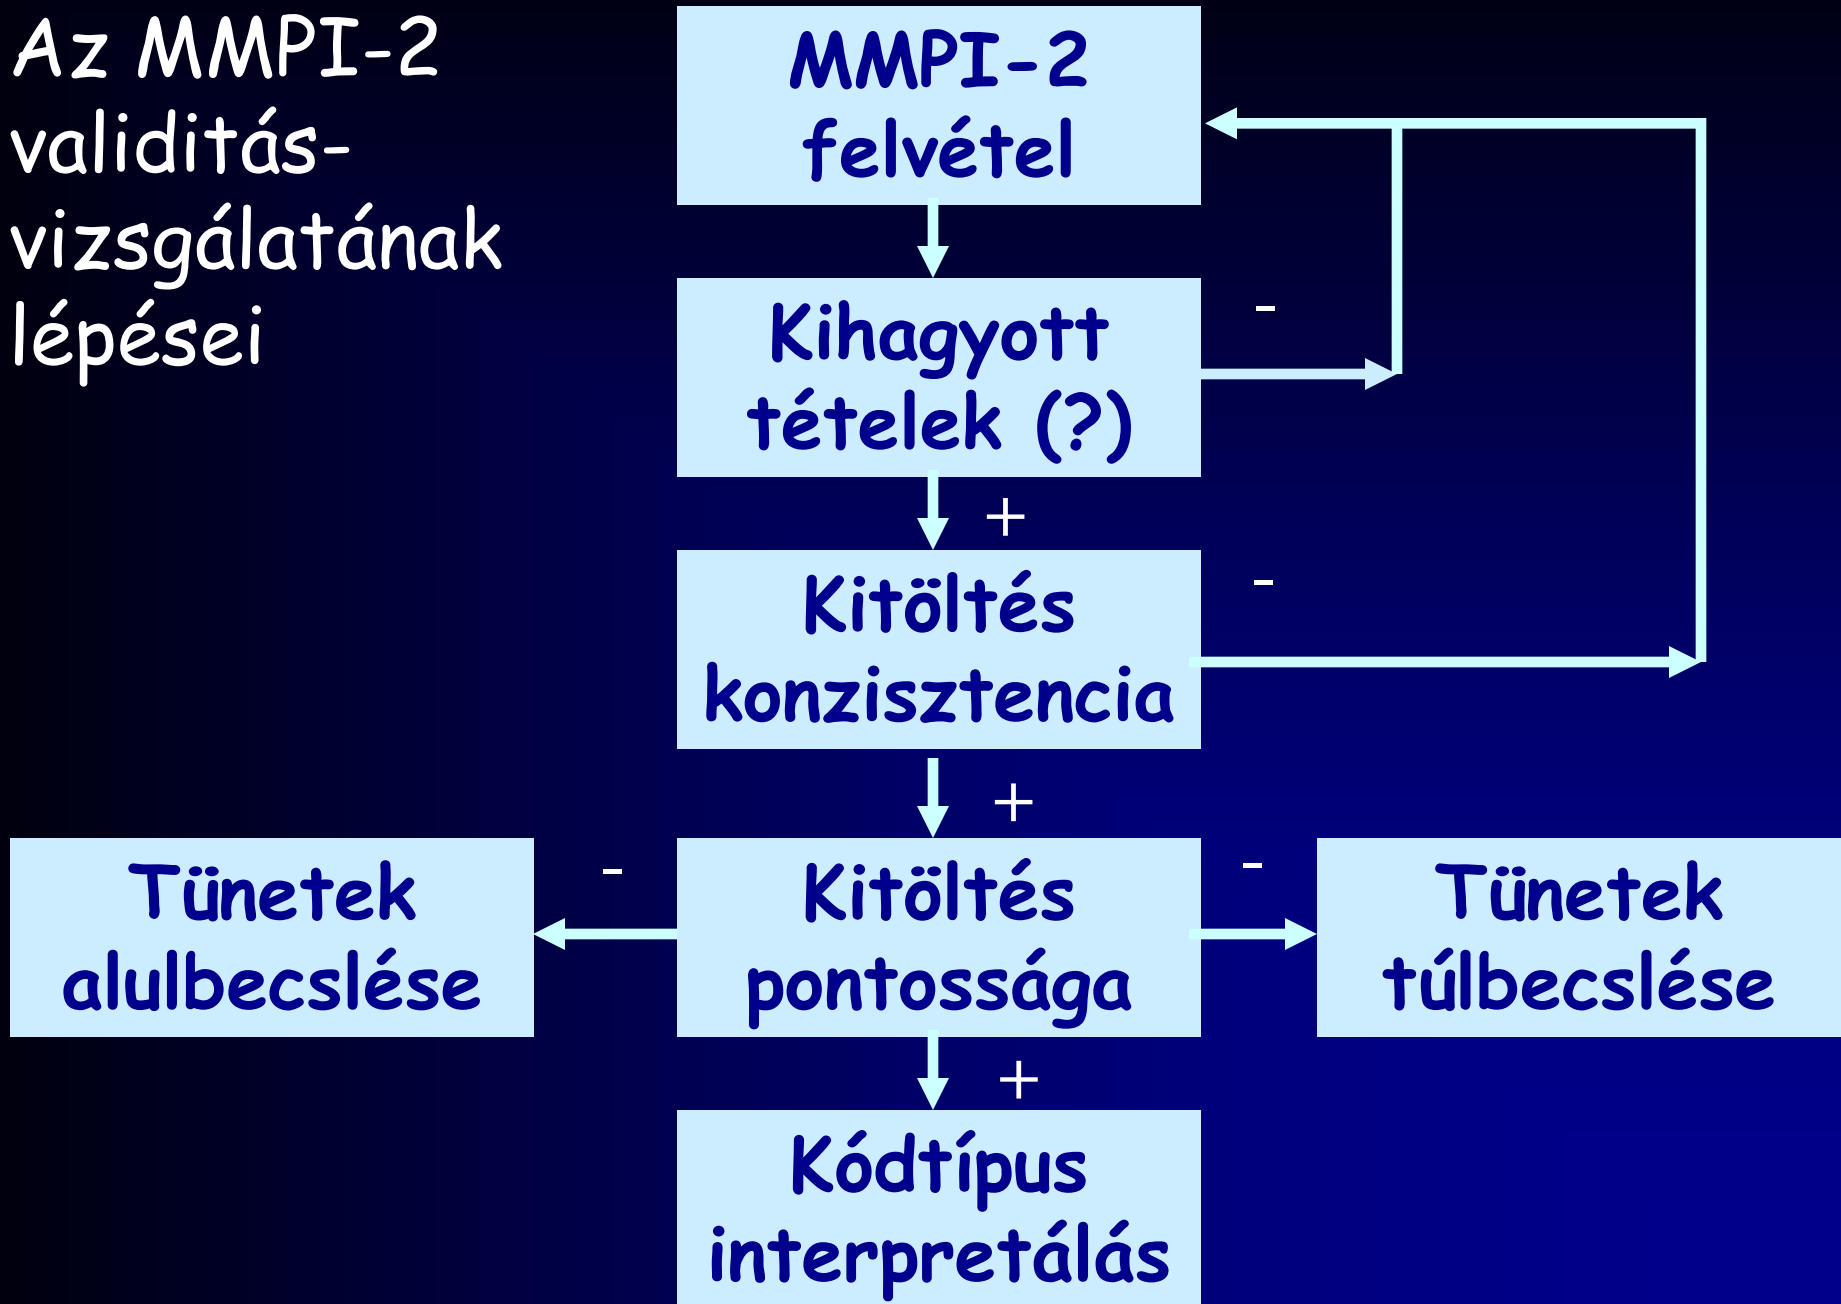 Az MMPI-2
validitás-
vizsgálatának
lépései
MMPI-2
felvétel
-
Kihagyott
tételek (?)
+
-
Kitöltés
konzisztencia
+
Tünetek
alulbecslése
-
Kitöltés
pontossága
-
Tünetek
túlbecslése
+
Kódtípus
interpretálás